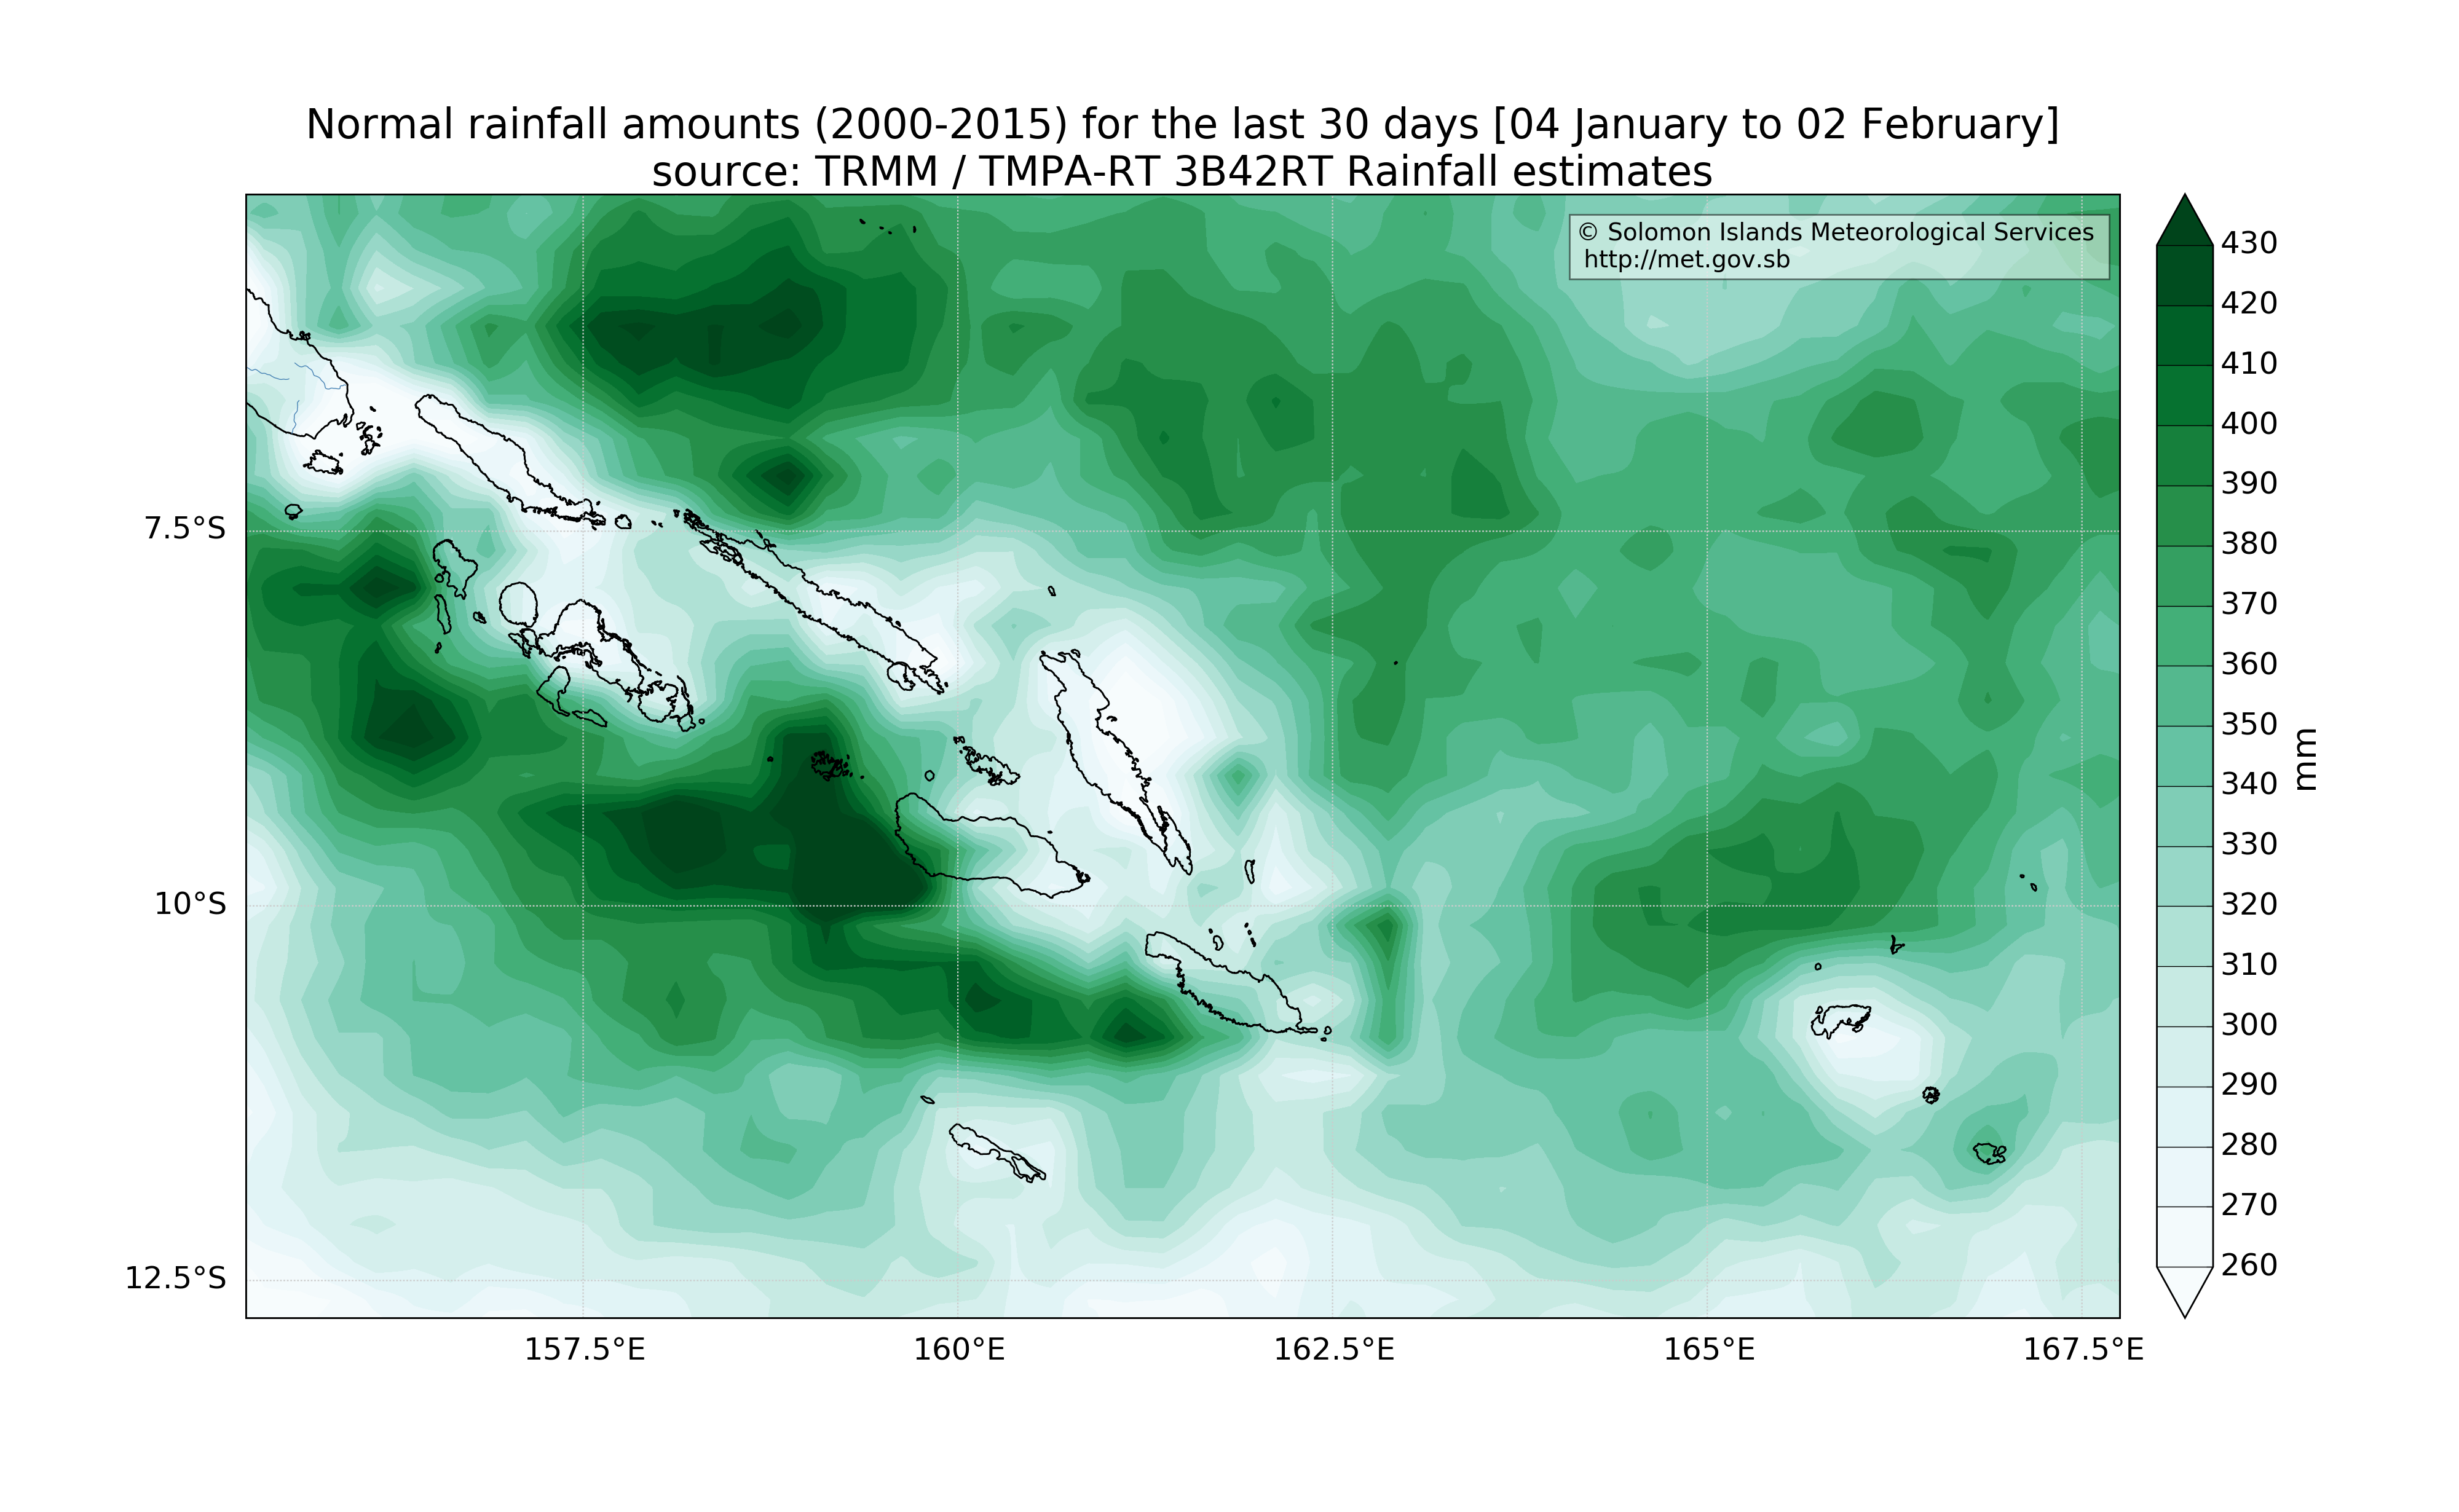 Normal rainfall amounts (2000-2015) for the last 30 days [04 January to 02 February]
source: TRMM / TMPA-RT 3B42RT Rainfall estimates
© Solomon Islands Meteorological Services
http://met.gov.sb
7.5°S
10°S
12.5°S
157.5°E
160°E
162.5°E
165°E
167.5°E
430
420
410
400
390
380
370
360
350
340
330
320
310
300
290
280
270
260
mm